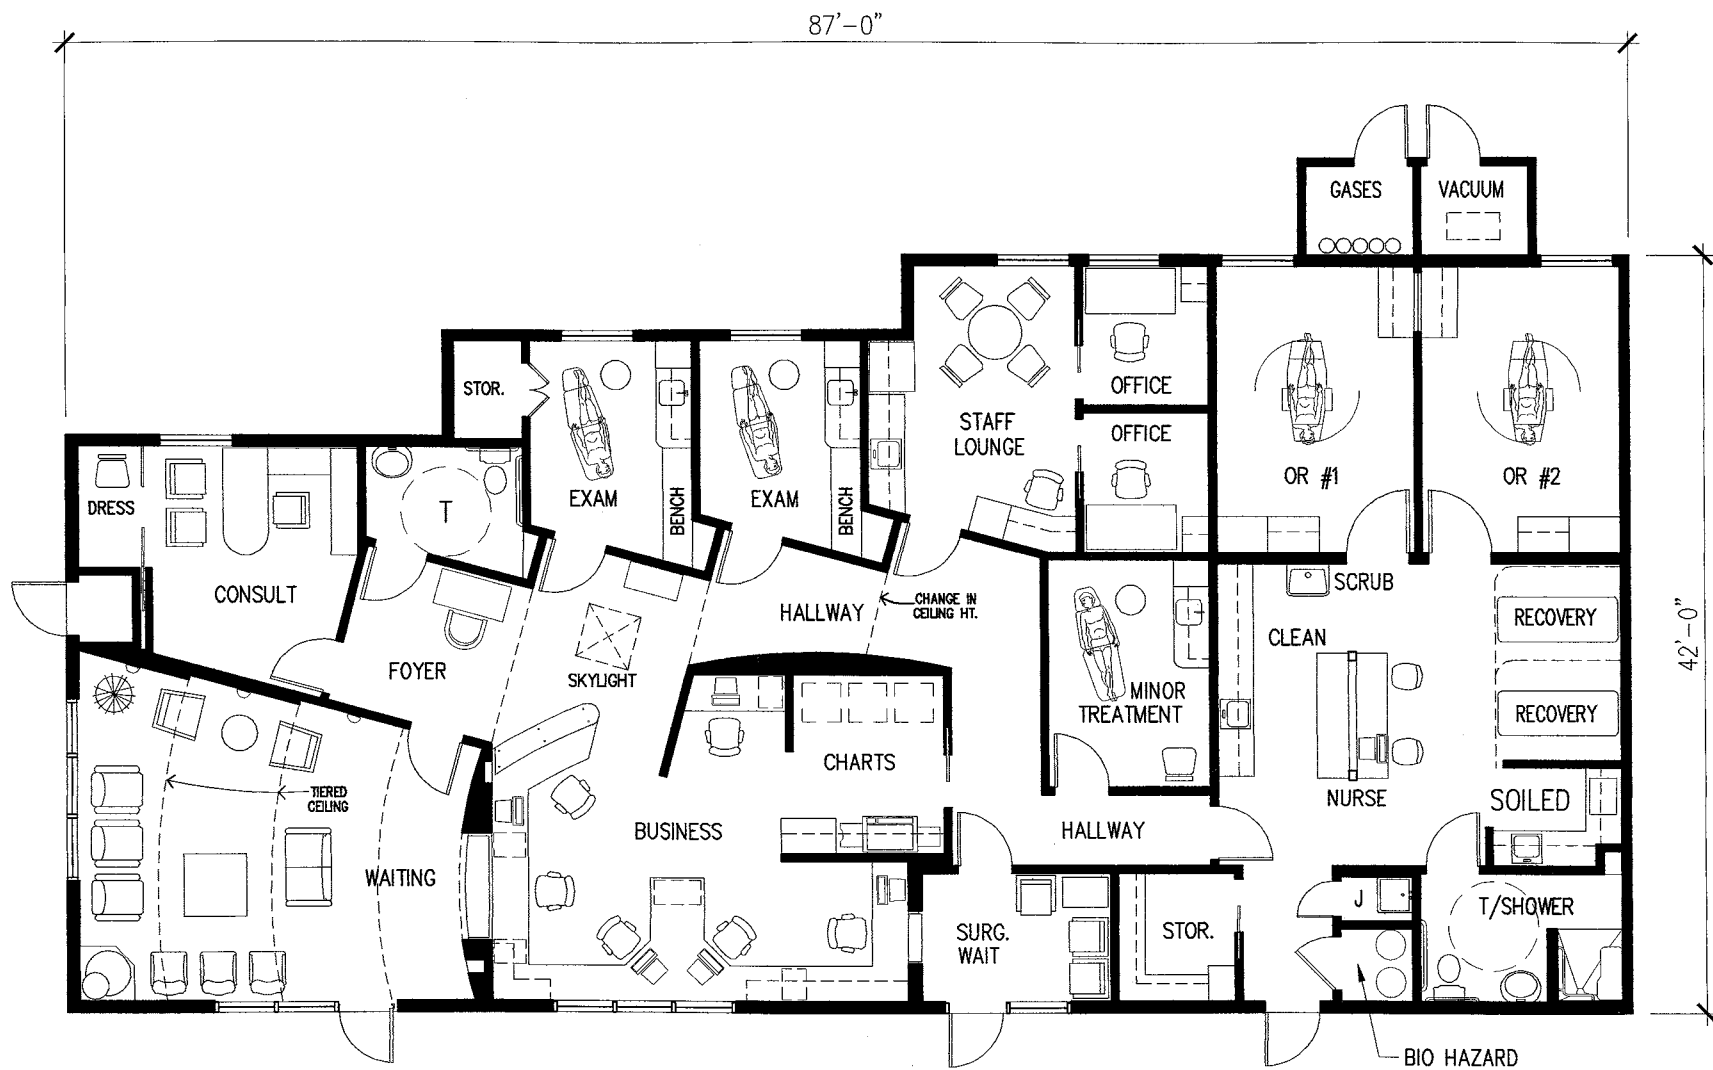 87'-0"
GASES
VACUUM
STOR.
OFFICE
STAFF
LOUNGE
OFFICE
OR #1
OR #2
DRESS
T
EXAM
BENCH
EXAM
BENCH
CONSULT
HALLWAY
CHANGE IN
CEILING HT.
SCRUB
RECOVERY
CLEAN
42'-0"
FOYER
SKYLIGHT
MINOR
TREATMENT
RECOVERY
CHARTS
TIERED
CEILING
NURSE
SOILED
BUSINESS
HALLWAY
WAITING
J
T/SHOWER
SURG.
WAIT
STOR.
BIO HAZARD